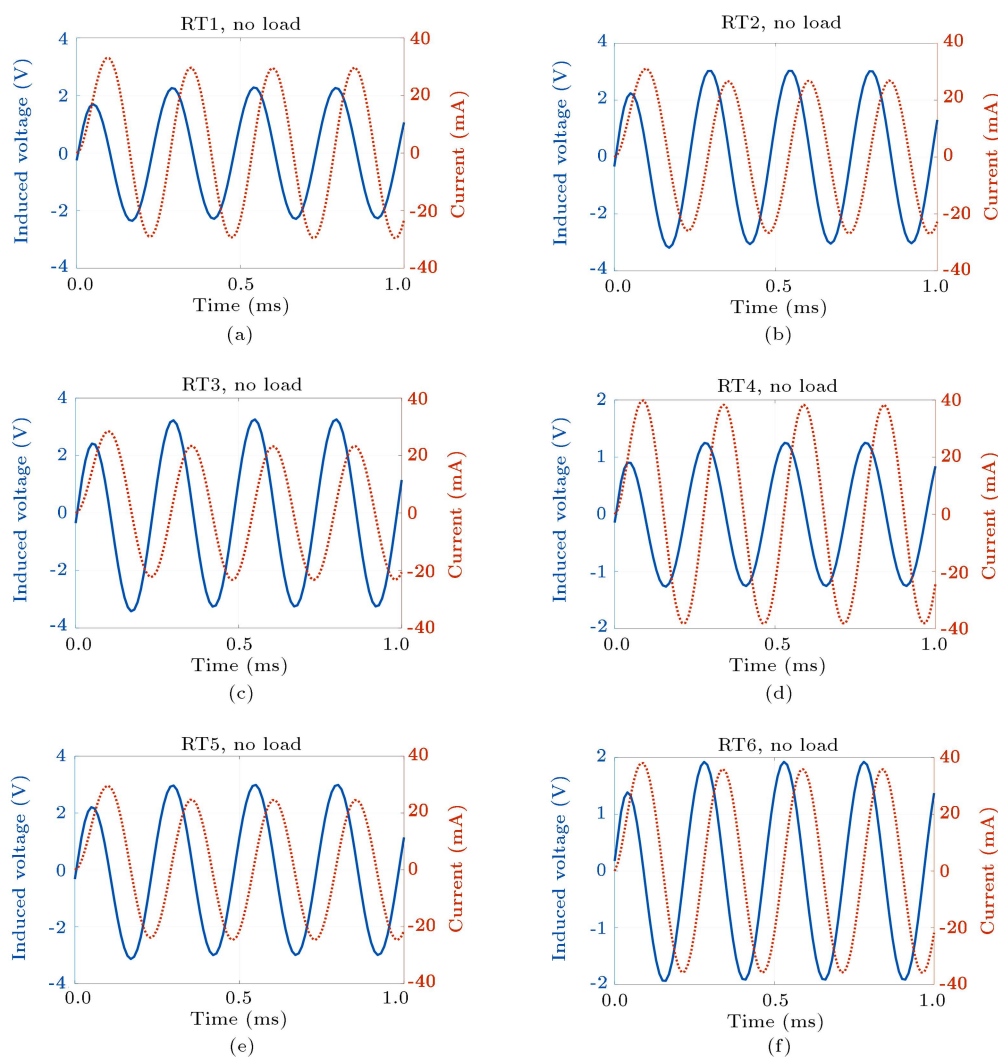 RT1, no load
4
2
0
-2
-4
Induced voltage (V)
40
20
0
-20
-40
Current (mA)
0.0 0.5 1.0
Time (ms)
(a)
RT2, no load
4
2
0
-2
-4
Induced voltage (V)
40
20
0
-20
-40
Current (mA)
0.0 0.5 1.0
Time (ms)
(b)
RT3, no load
4
2
0
-2
-4
Induced voltage (V)
40
20
0
-20
-40
Current (mA)
0.0 0.5 1.0
Time (ms)
(c)
RT4, no load
2
1
0
-1
-2
Induced voltage (V)
40
20
0
-20
-40
Current (mA)
0.0 0.5 1.0
Time (ms)
(d)
RT5, no load
4
2
0
-2
-4
Induced voltage (V)
40
20
0
-20
-40
Current (mA)
0.0 0.5 1.0
Time (ms)
(e)
RT6, no load
2
1
0
-1
-2
Induced voltage (V)
40
20
0
-20
-40
Current (mA)
0.0 0.5 1.0
Time (ms)
(f)